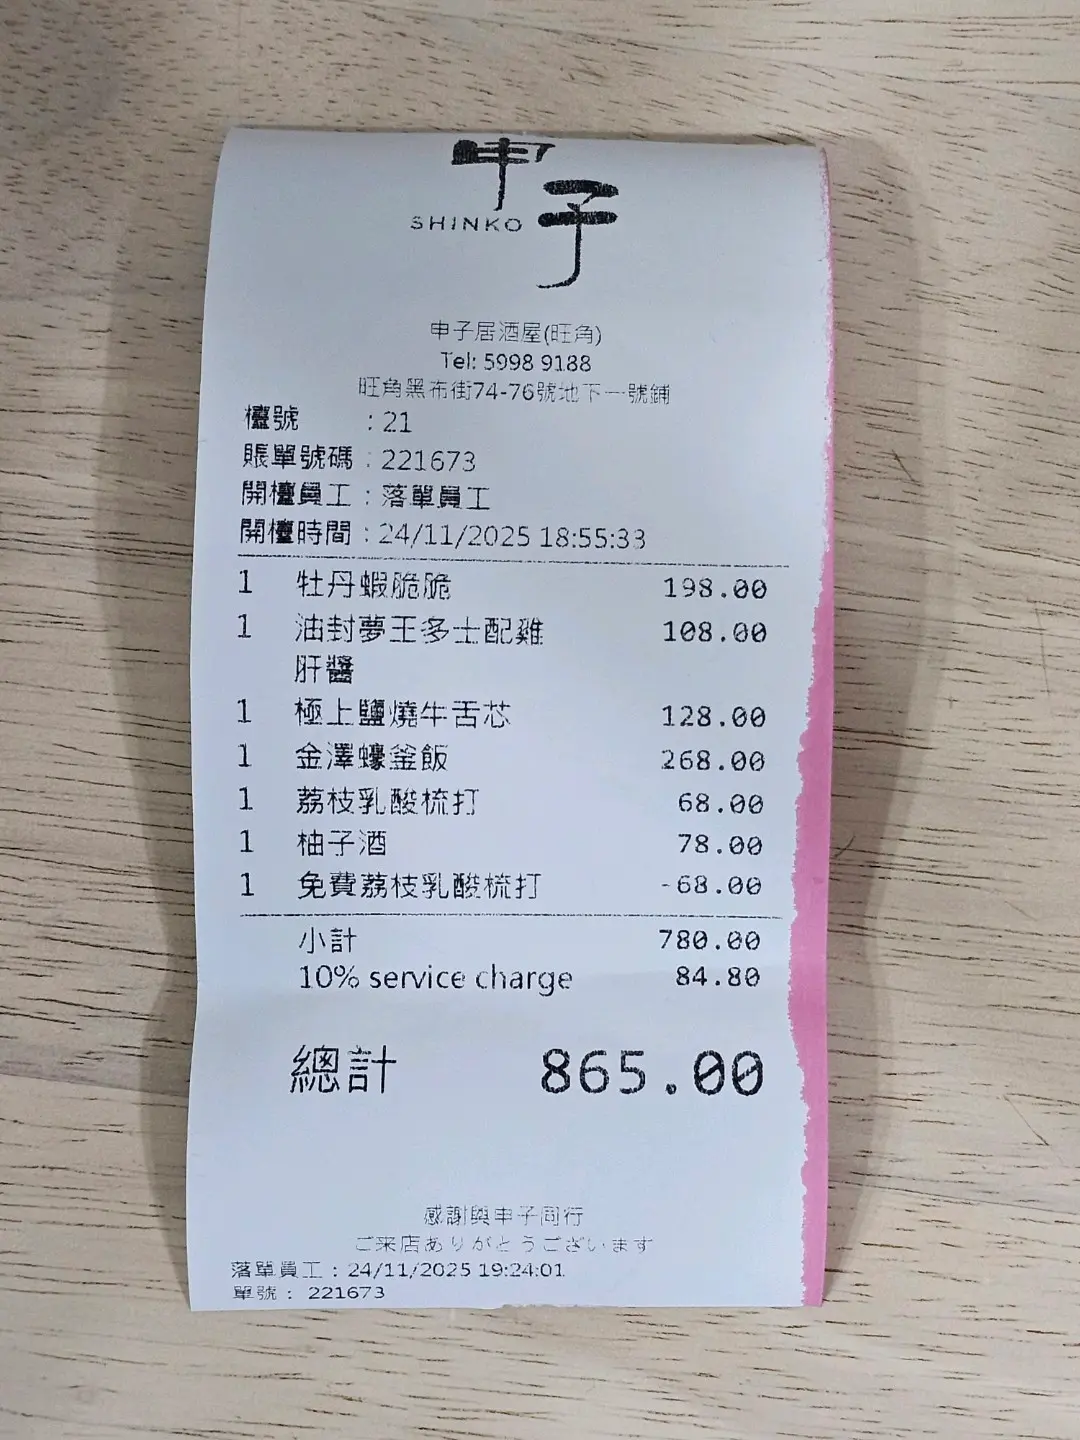 申子
SHINKO
申子居酒屋(旺角)
Tel: 5998 9188
旺角黑布街74-76號地下一號鋪
檯號 : 21
賬單號碼 : 221673
開檯員工 : 落單員工
開檯時間 : 24/11/2025 18:55:33
1 牡丹蝦脆脆 198.00
1 油封夢王多士配雞 108.00
肝醬
1 極上鹽燒牛舌芯 128.00
1 金澤蠔釜飯 268.00
1 荔枝乳酸梳打 68.00
1 柚子酒 78.00
1 免費荔枝乳酸梳打 -68.00
小計 780.00
10% service charge 84.80
總計 865.00
感謝與申子同行
ご来店ありがとうございます
落單員工 : 24/11/2025 19:24:01
單號 : 221673